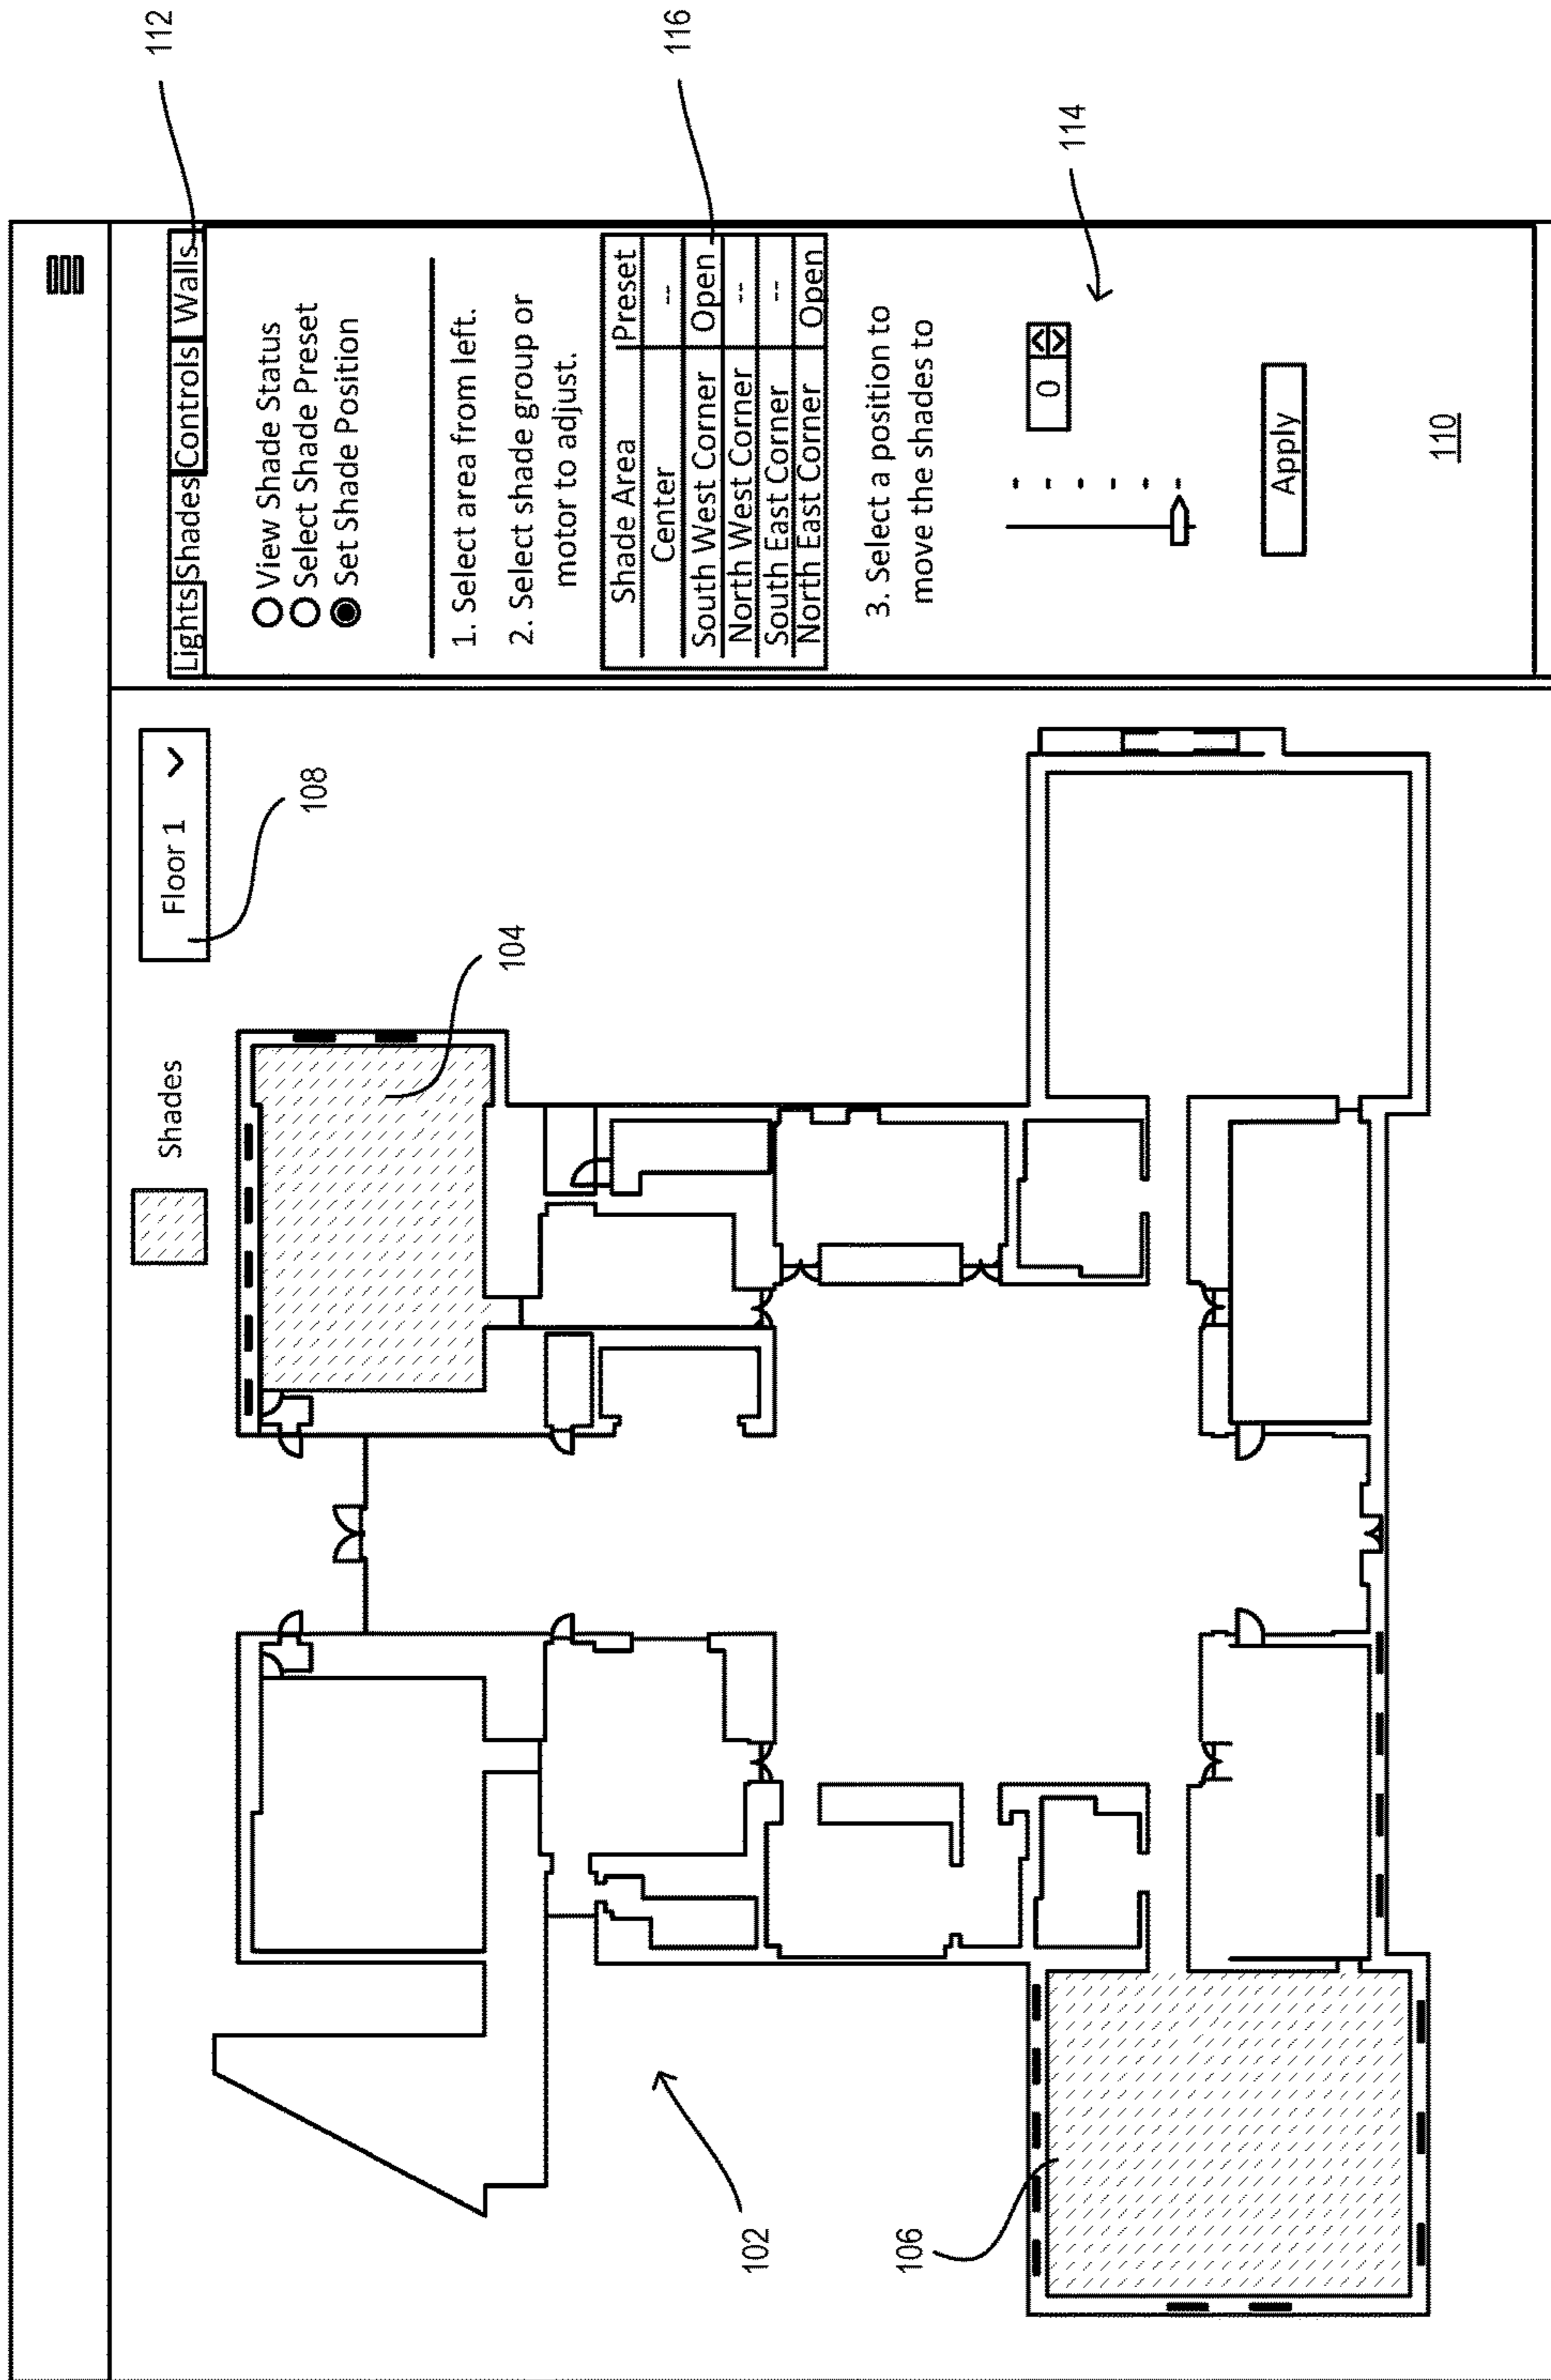 Shades
Floor 1
108
104
102
106
Lights Shades Controls Walls
112
View Shade Status
Select Shade Preset
Set Shade Position
1. Select area from left.
2. Select shade group or
motor to adjust.
Shade Area Preset
Center --
South West Corner Open
North West Corner --
South East Corner --
North East Corner Open
116
3. Select a position to
move the shades to
0
114
Apply
110